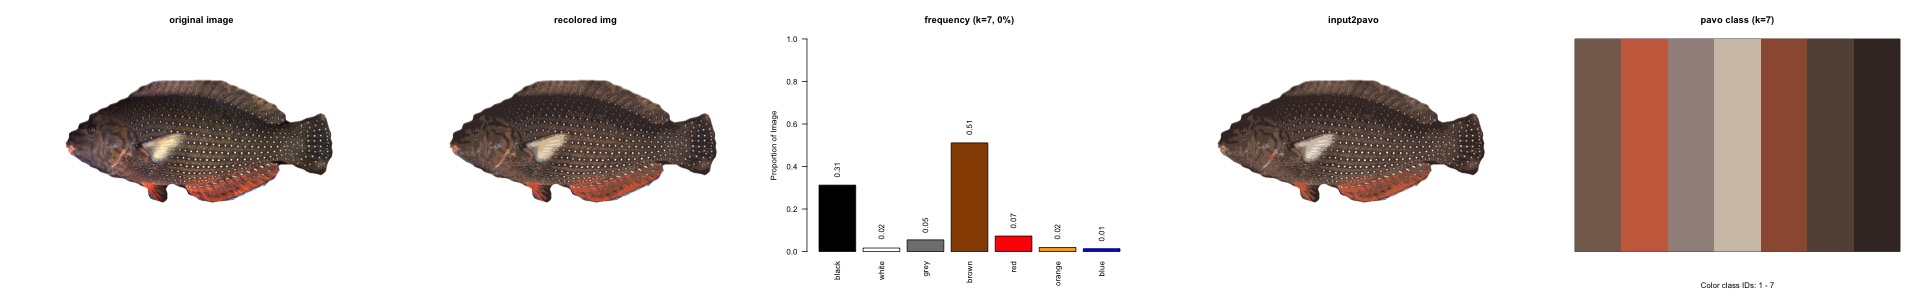 original image
recolored img
frequency (k=7, 0%)
input2pavo
pavo class (k=7)
Proportion of Image
1.0
0.8
0.6
0.4
0.2
0.0
0.31
0.02
0.05
0.51
0.07
0.02
0.01
black
white
grey
brown
red
orange
blue
Color class IDs: 1 - 7